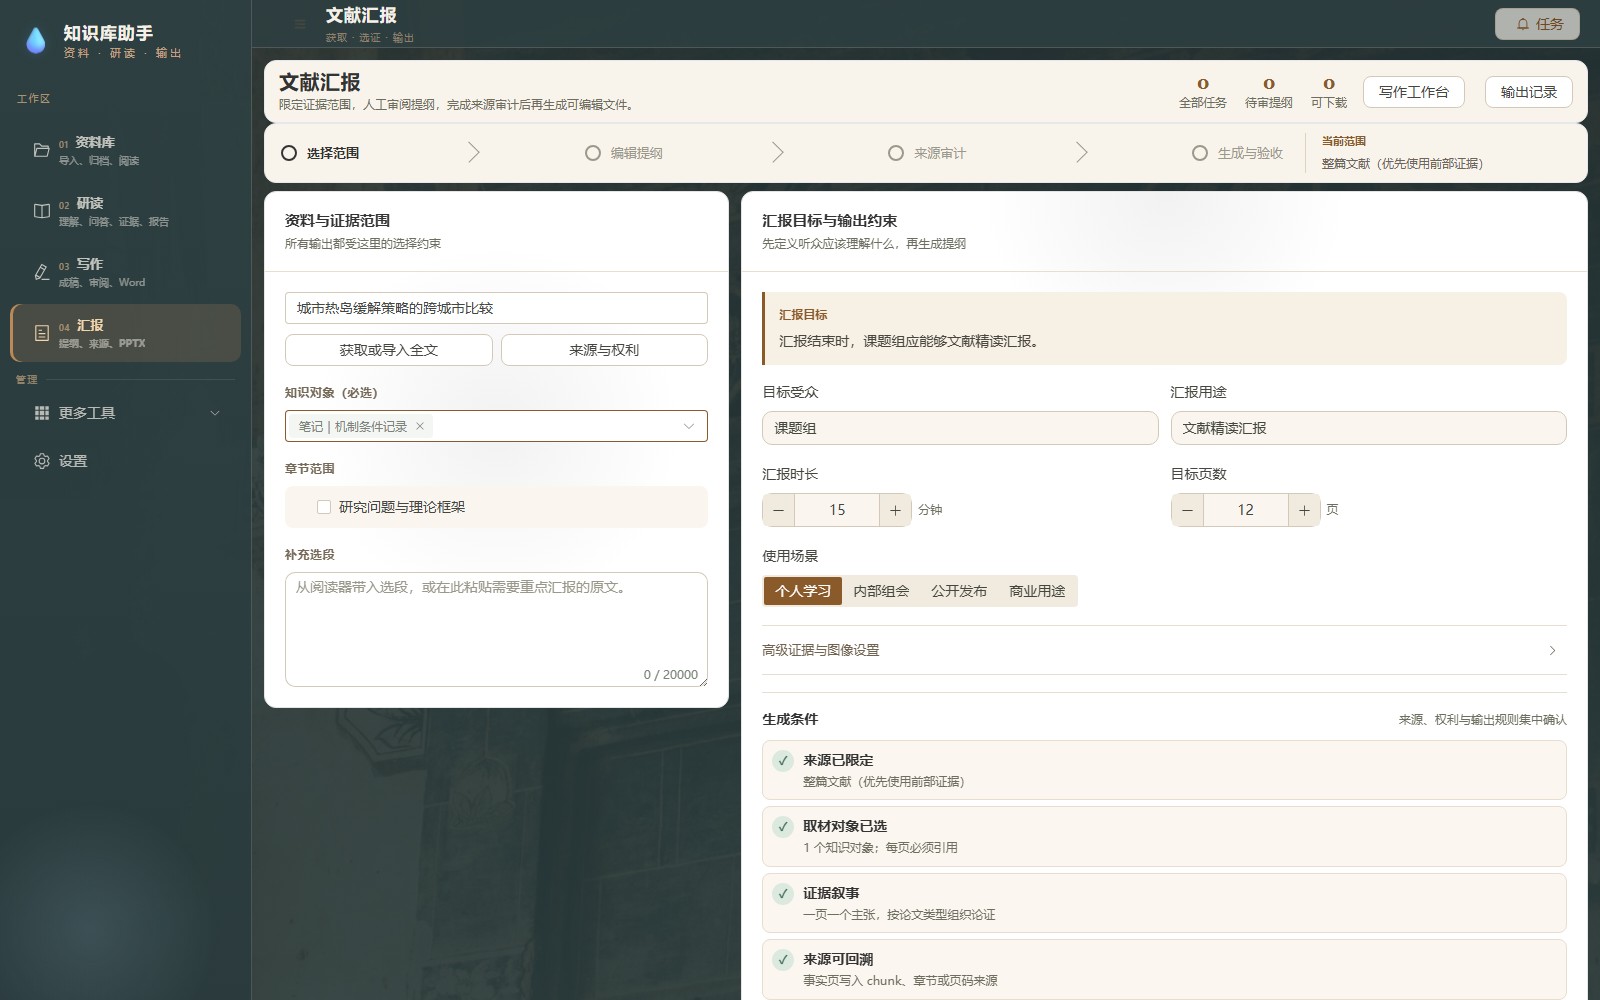 知识库助手
资料 · 研读 · 输出
工作区
01 资料库
导入、归档、阅读
02 研读
理解、问答、证据、报告
03 写作
成稿、审阅、Word
04 汇报
提纲、来源、PPTX
管理
更多工具
设置
文献汇报
获取 · 选证 · 输出
任务
文献汇报
限定证据范围，人工审阅提纲，完成来源审计后再生成可编辑文件。
0 全部任务
0 待审提纲
0 可下载
写作工作台
输出记录
选择范围
编辑提纲
来源审计
生成与验收
当前范围
整篇文献（优先使用前部证据）
资料与证据范围
所有输出都受这里的选择约束
城市热岛缓解策略的跨城市比较
获取或导入全文
来源与权利
知识对象（必选）
笔记 | 机制条件记录
章节范围
研究问题与理论框架
补充选段
从阅读器带入选段，或在此粘贴需要重点汇报的原文。
0 / 20000
汇报目标与输出约束
先定义听众应该理解什么，再生成提纲
汇报目标
汇报结束时，课题组应能够文献精读汇报。
目标受众
课题组
汇报用途
文献精读汇报
汇报时长
15 分钟
目标页数
12 页
使用场景
个人学习 内部组会 公开发布 商业用途
高级证据与图像设置
生成条件
来源、权利与输出规则集中确认
来源已限定
整篇文献（优先使用前部证据）
取材对象已选
1 个知识对象；每页必须引用
证据叙事
一页一个主张，按论文类型组织论证
来源可回溯
事实页写入 chunk、章节或页码来源